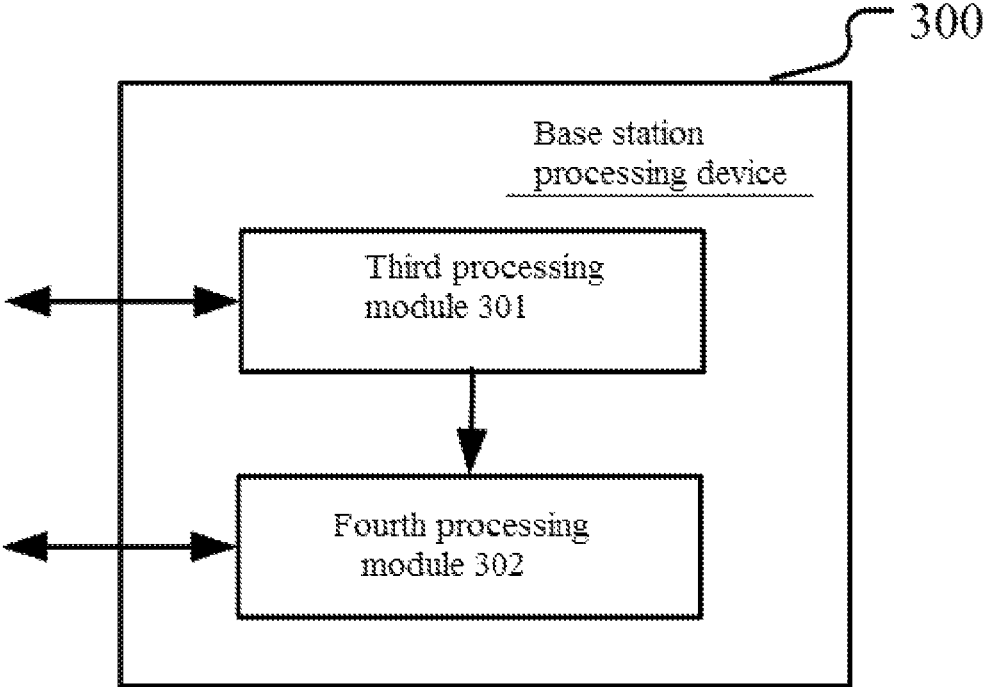 300
Base station
processing device
Third processing
module 301
Fourth processing
module 302